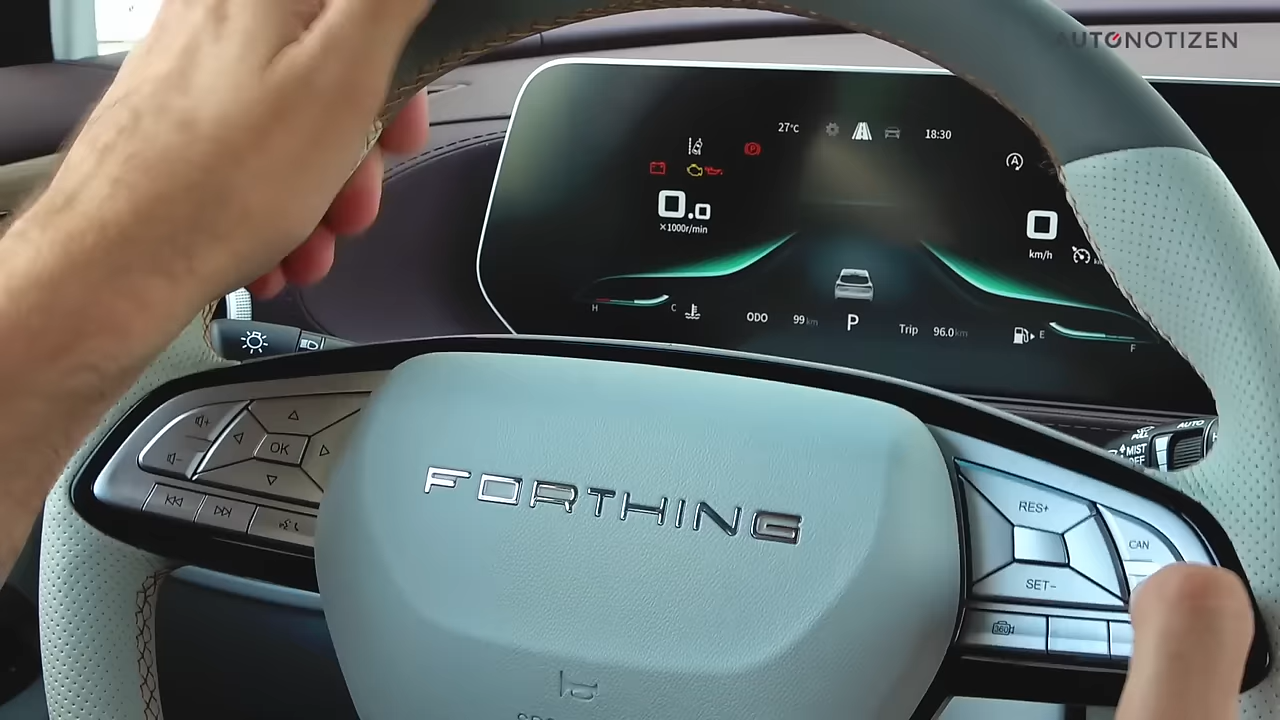 AUTONOTIZEN
27°C
18:30
A
P
0.0
×1000r/min
0
km/h
H
C
ODO
99 km
P
Trip
96.0 km
E
F
OK
FORTHING
RES+
SET-
CAN
360
AUTO
MIST
OFF